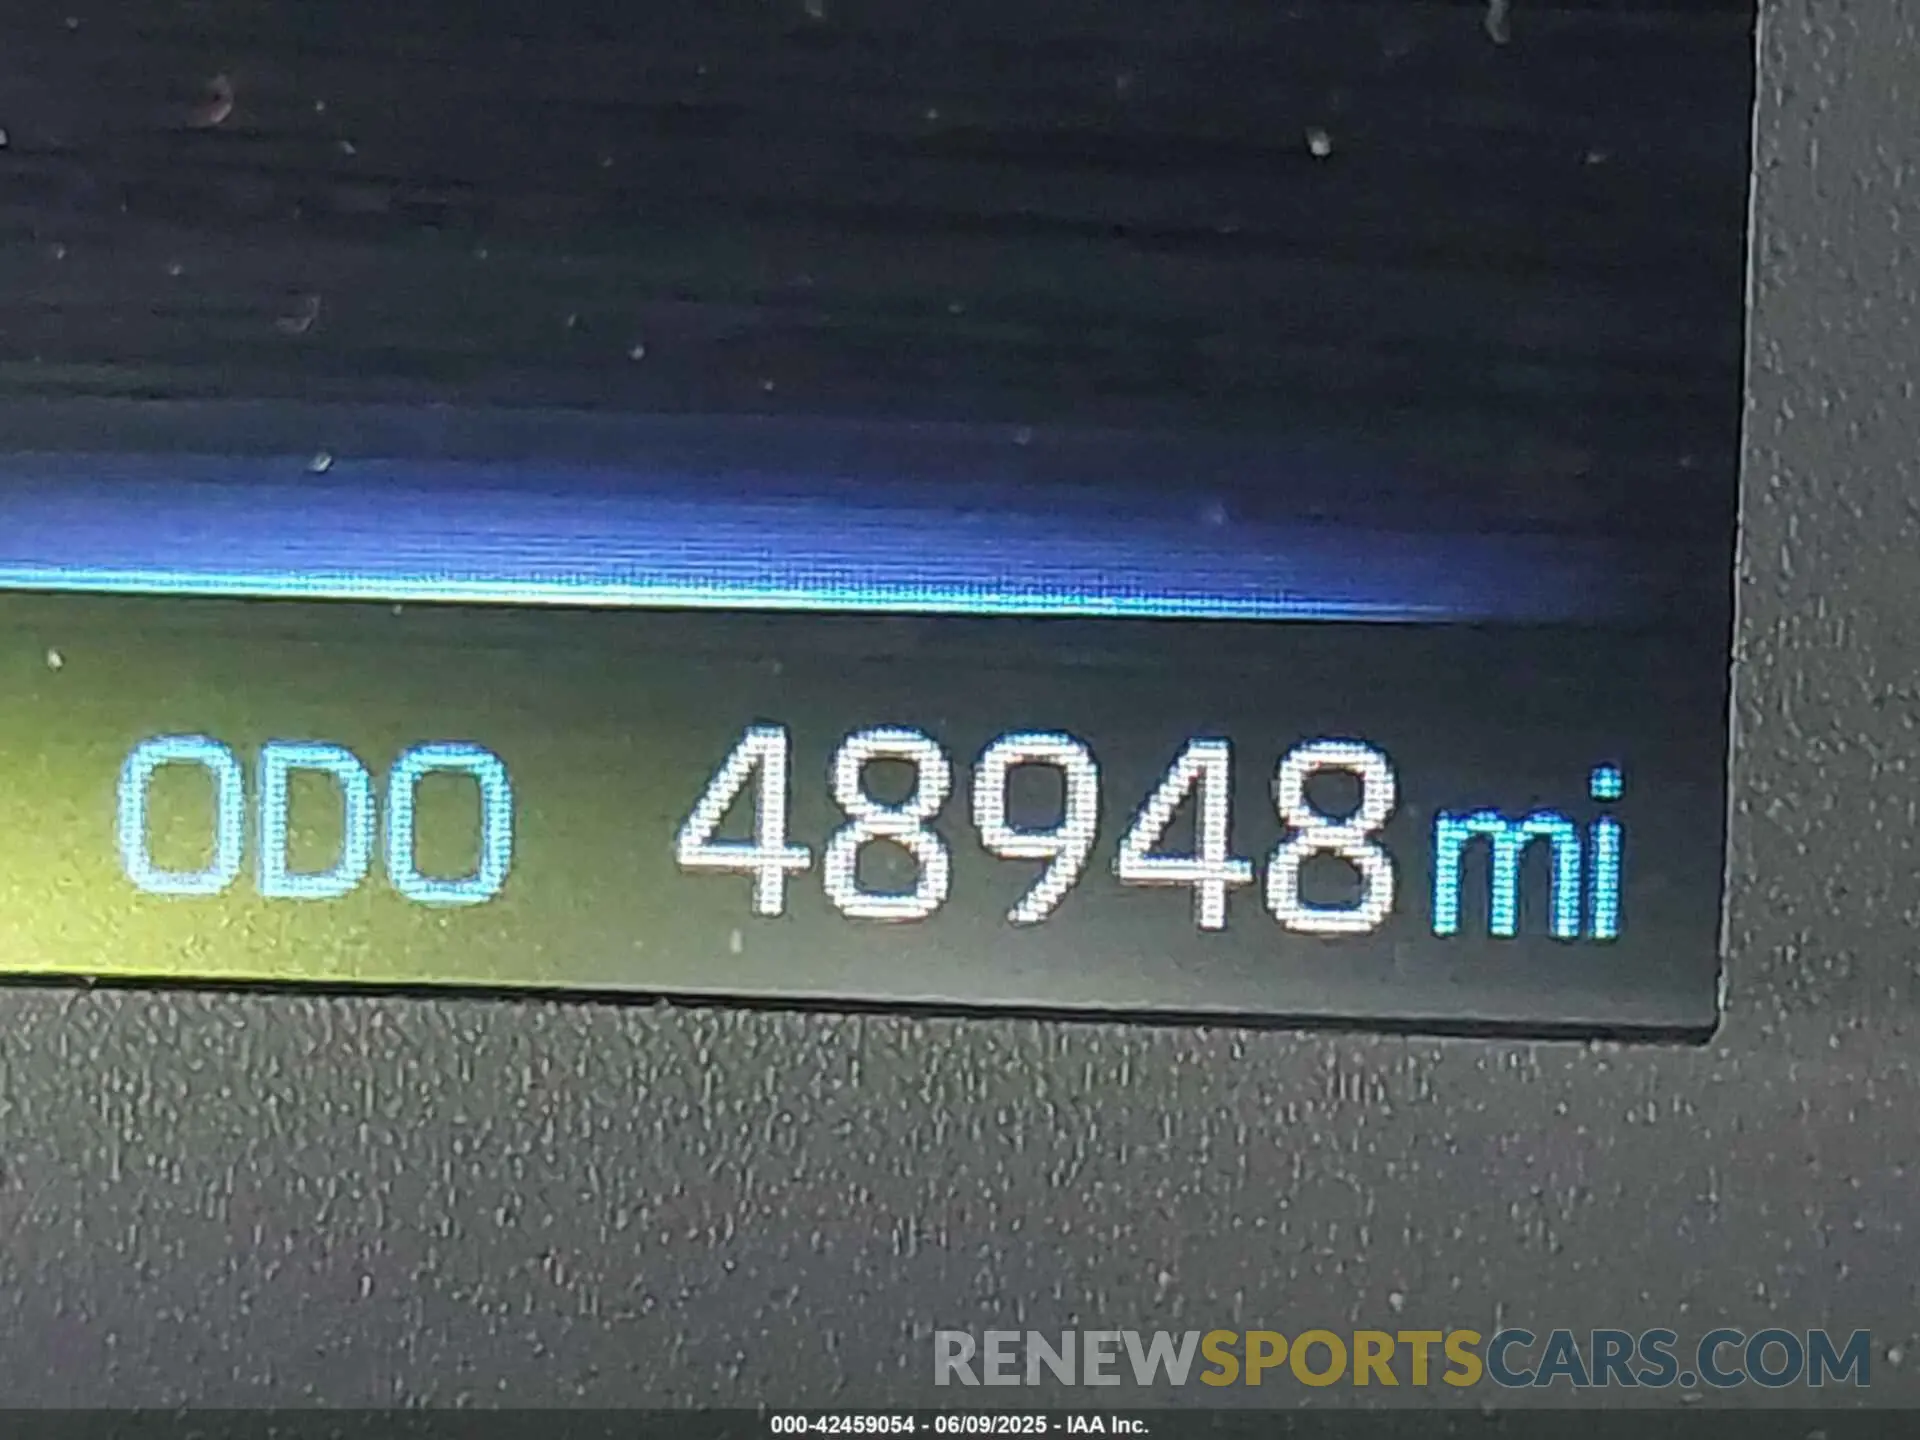 ODO 48948mi
RENEWSPORTSCARS.COM
000-42459054 - 06/09/2025 - IAA Inc.